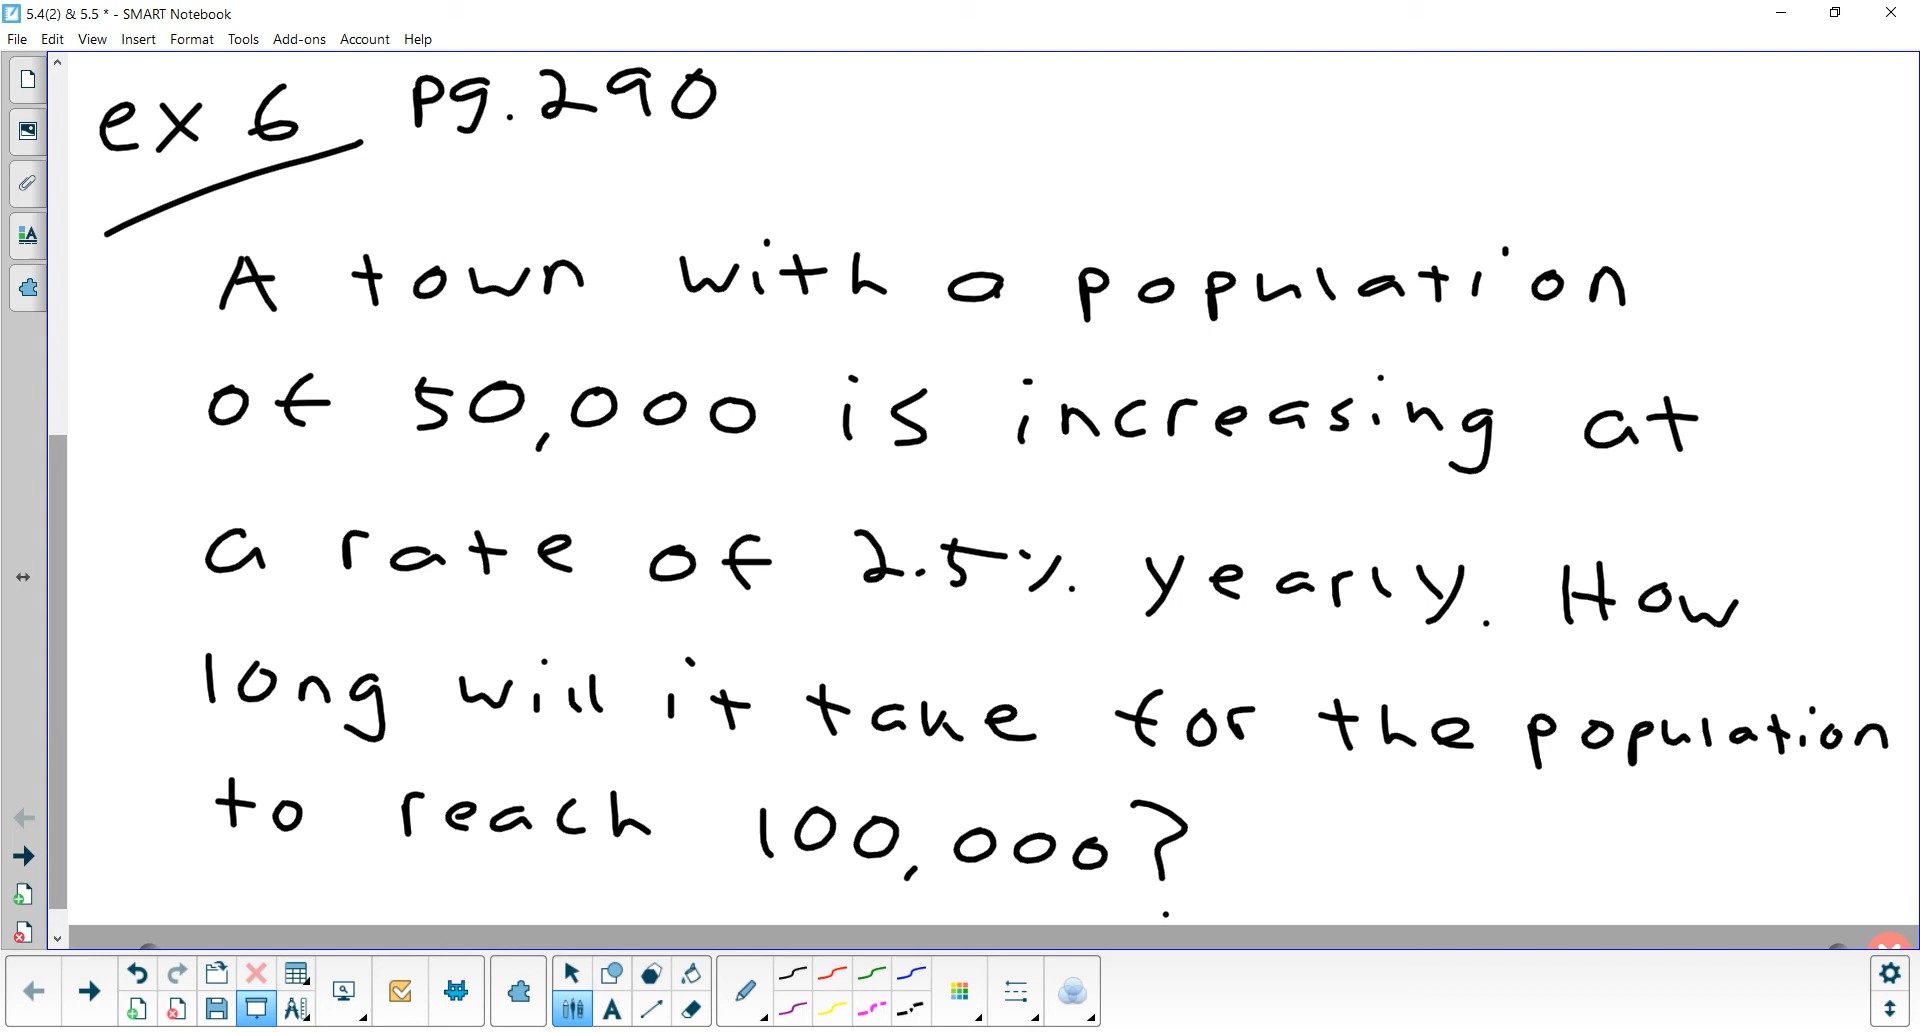 5.4(2) & 5.5 * - SMART Notebook
File Edit View Insert Format Tools Add-ons Account Help
ex 6 pg. 290
A town with a population
of 50,000 is increasing at
a rate of 2.5% yearly. How
long will it take for the population
to reach 100,000?